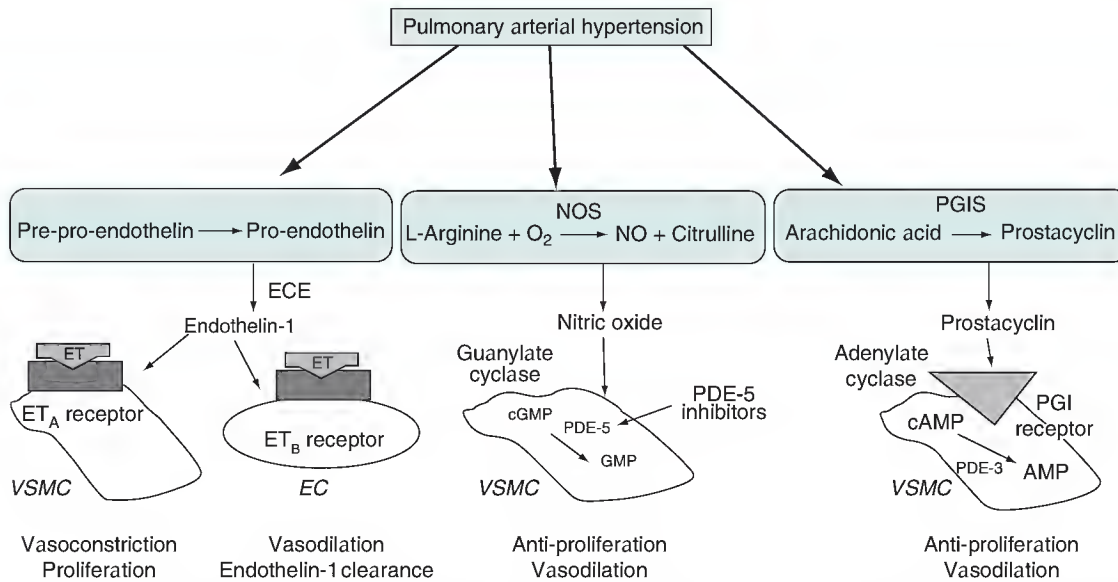 Pulmonary arterial hypertension
Pre-pro-endothelin → Pro-endothelin
NOS
L-Arginine + O₂ → NO + Citrulline
PGIS
Arachidonic acid → Prostacyclin
ECE
Endothelin-1
ET
ET_A receptor
VSMC
Vasoconstriction
Proliferation
ET
ET_B receptor
EC
Vasodilation
Endothelin-1 clearance
Nitric oxide
Guanylate
cyclase
cGMP
PDE-5
GMP
PDE-5
inhibitors
VSMC
Anti-proliferation
Vasodilation
Prostacyclin
Adenylate
cyclase
PGI
receptor
cAMP
PDE-3
AMP
VSMC
Anti-proliferation
Vasodilation